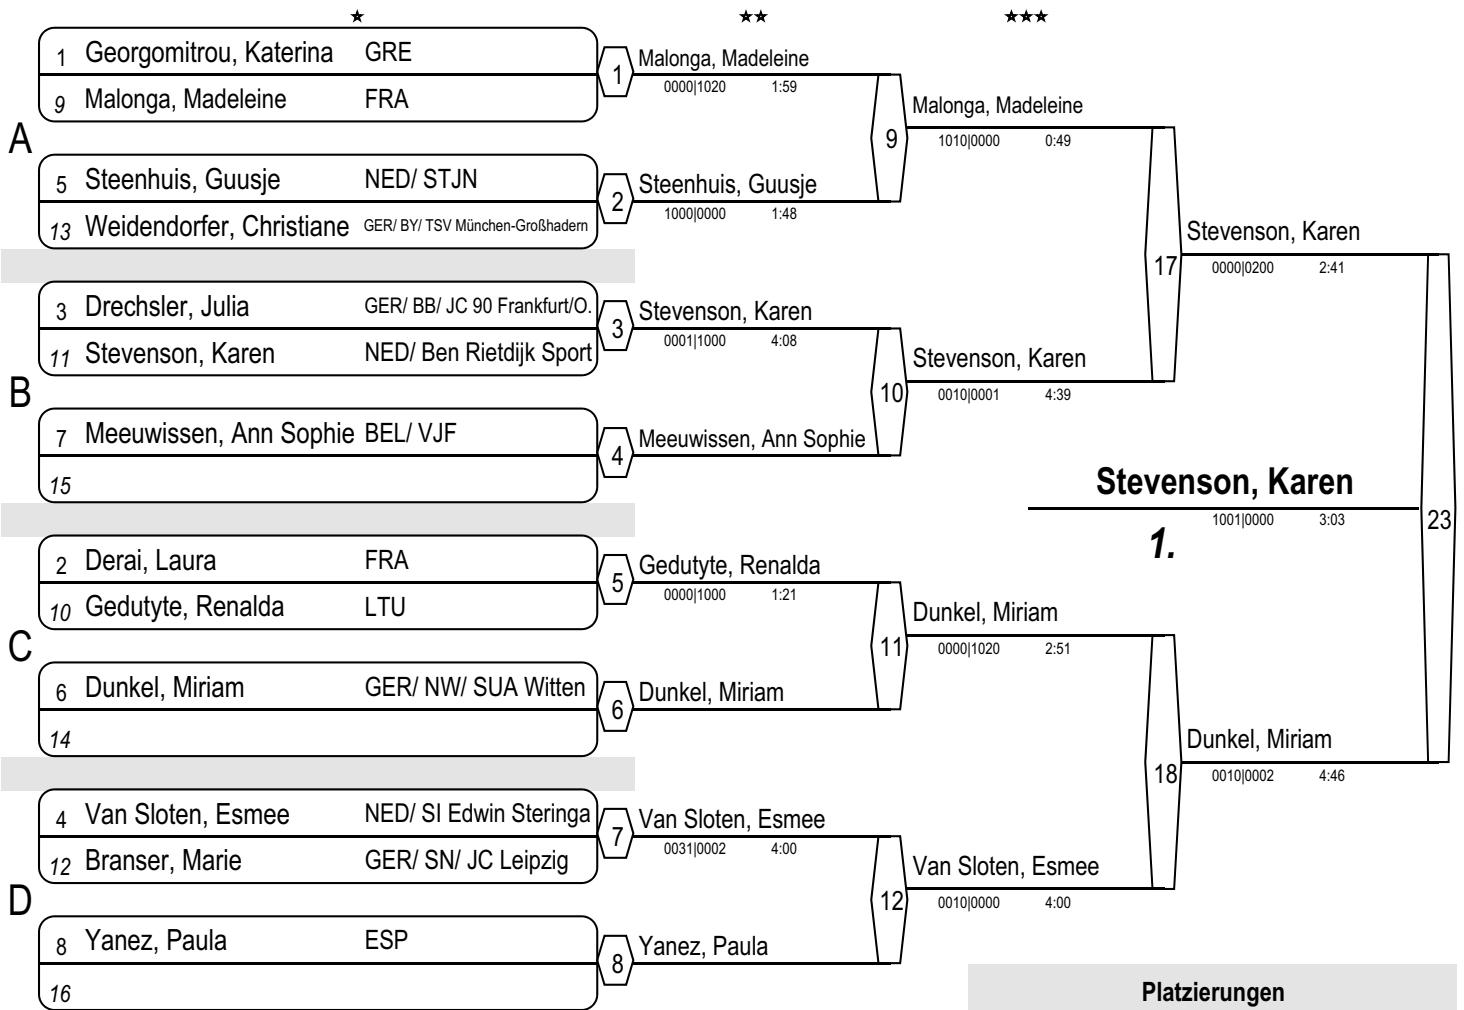 1 Georgomitrou, Katerina GRE
9 Malonga, Madeleine FRA
A
5 Steenhuis, Guusje NED/ STJN
13 Weidendorfer, Christiane GER/ BY/ TSV München-Großhadern
3 Drechsler, Julia GER/ BB/ JC 90 Frankfurt/O.
11 Stevenson, Karen NED/ Ben Rietdijk Sport
B
7 Meeuwissen, Ann Sophie BEL/ VJF
15
2 Derai, Laura FRA
10 Gedutyte, Renalda LTU
C
6 Dunkel, Miriam GER/ NW/ SUA Witten
14
4 Van Sloten, Esmee NED/ SI Edwin Steringa
12 Branser, Marie GER/ SN/ JC Leipzig
D
8 Yanez, Paula ESP
16
1 Malonga, Madeleine
0000|1020 1:59
2 Steenhuis, Guusje
1000|0000 1:48
3 Stevenson, Karen
0001|1000 4:08
4 Meeuwissen, Ann Sophie
5 Gedutyte, Renalda
0000|1000 1:21
6 Dunkel, Miriam
7 Van Sloten, Esmee
0031|0002 4:00
8 Yanez, Paula
9 Malonga, Madeleine
1010|0000 0:49
10 Stevenson, Karen
0010|0001 4:39
11 Dunkel, Miriam
0000|1020 2:51
12 Van Sloten, Esmee
0010|0000 4:00
17 Stevenson, Karen
0000|0200 2:41
18 Dunkel, Miriam
0010|0002 4:46
23
Stevenson, Karen
1001|0000 3:03
1.
Platzierungen